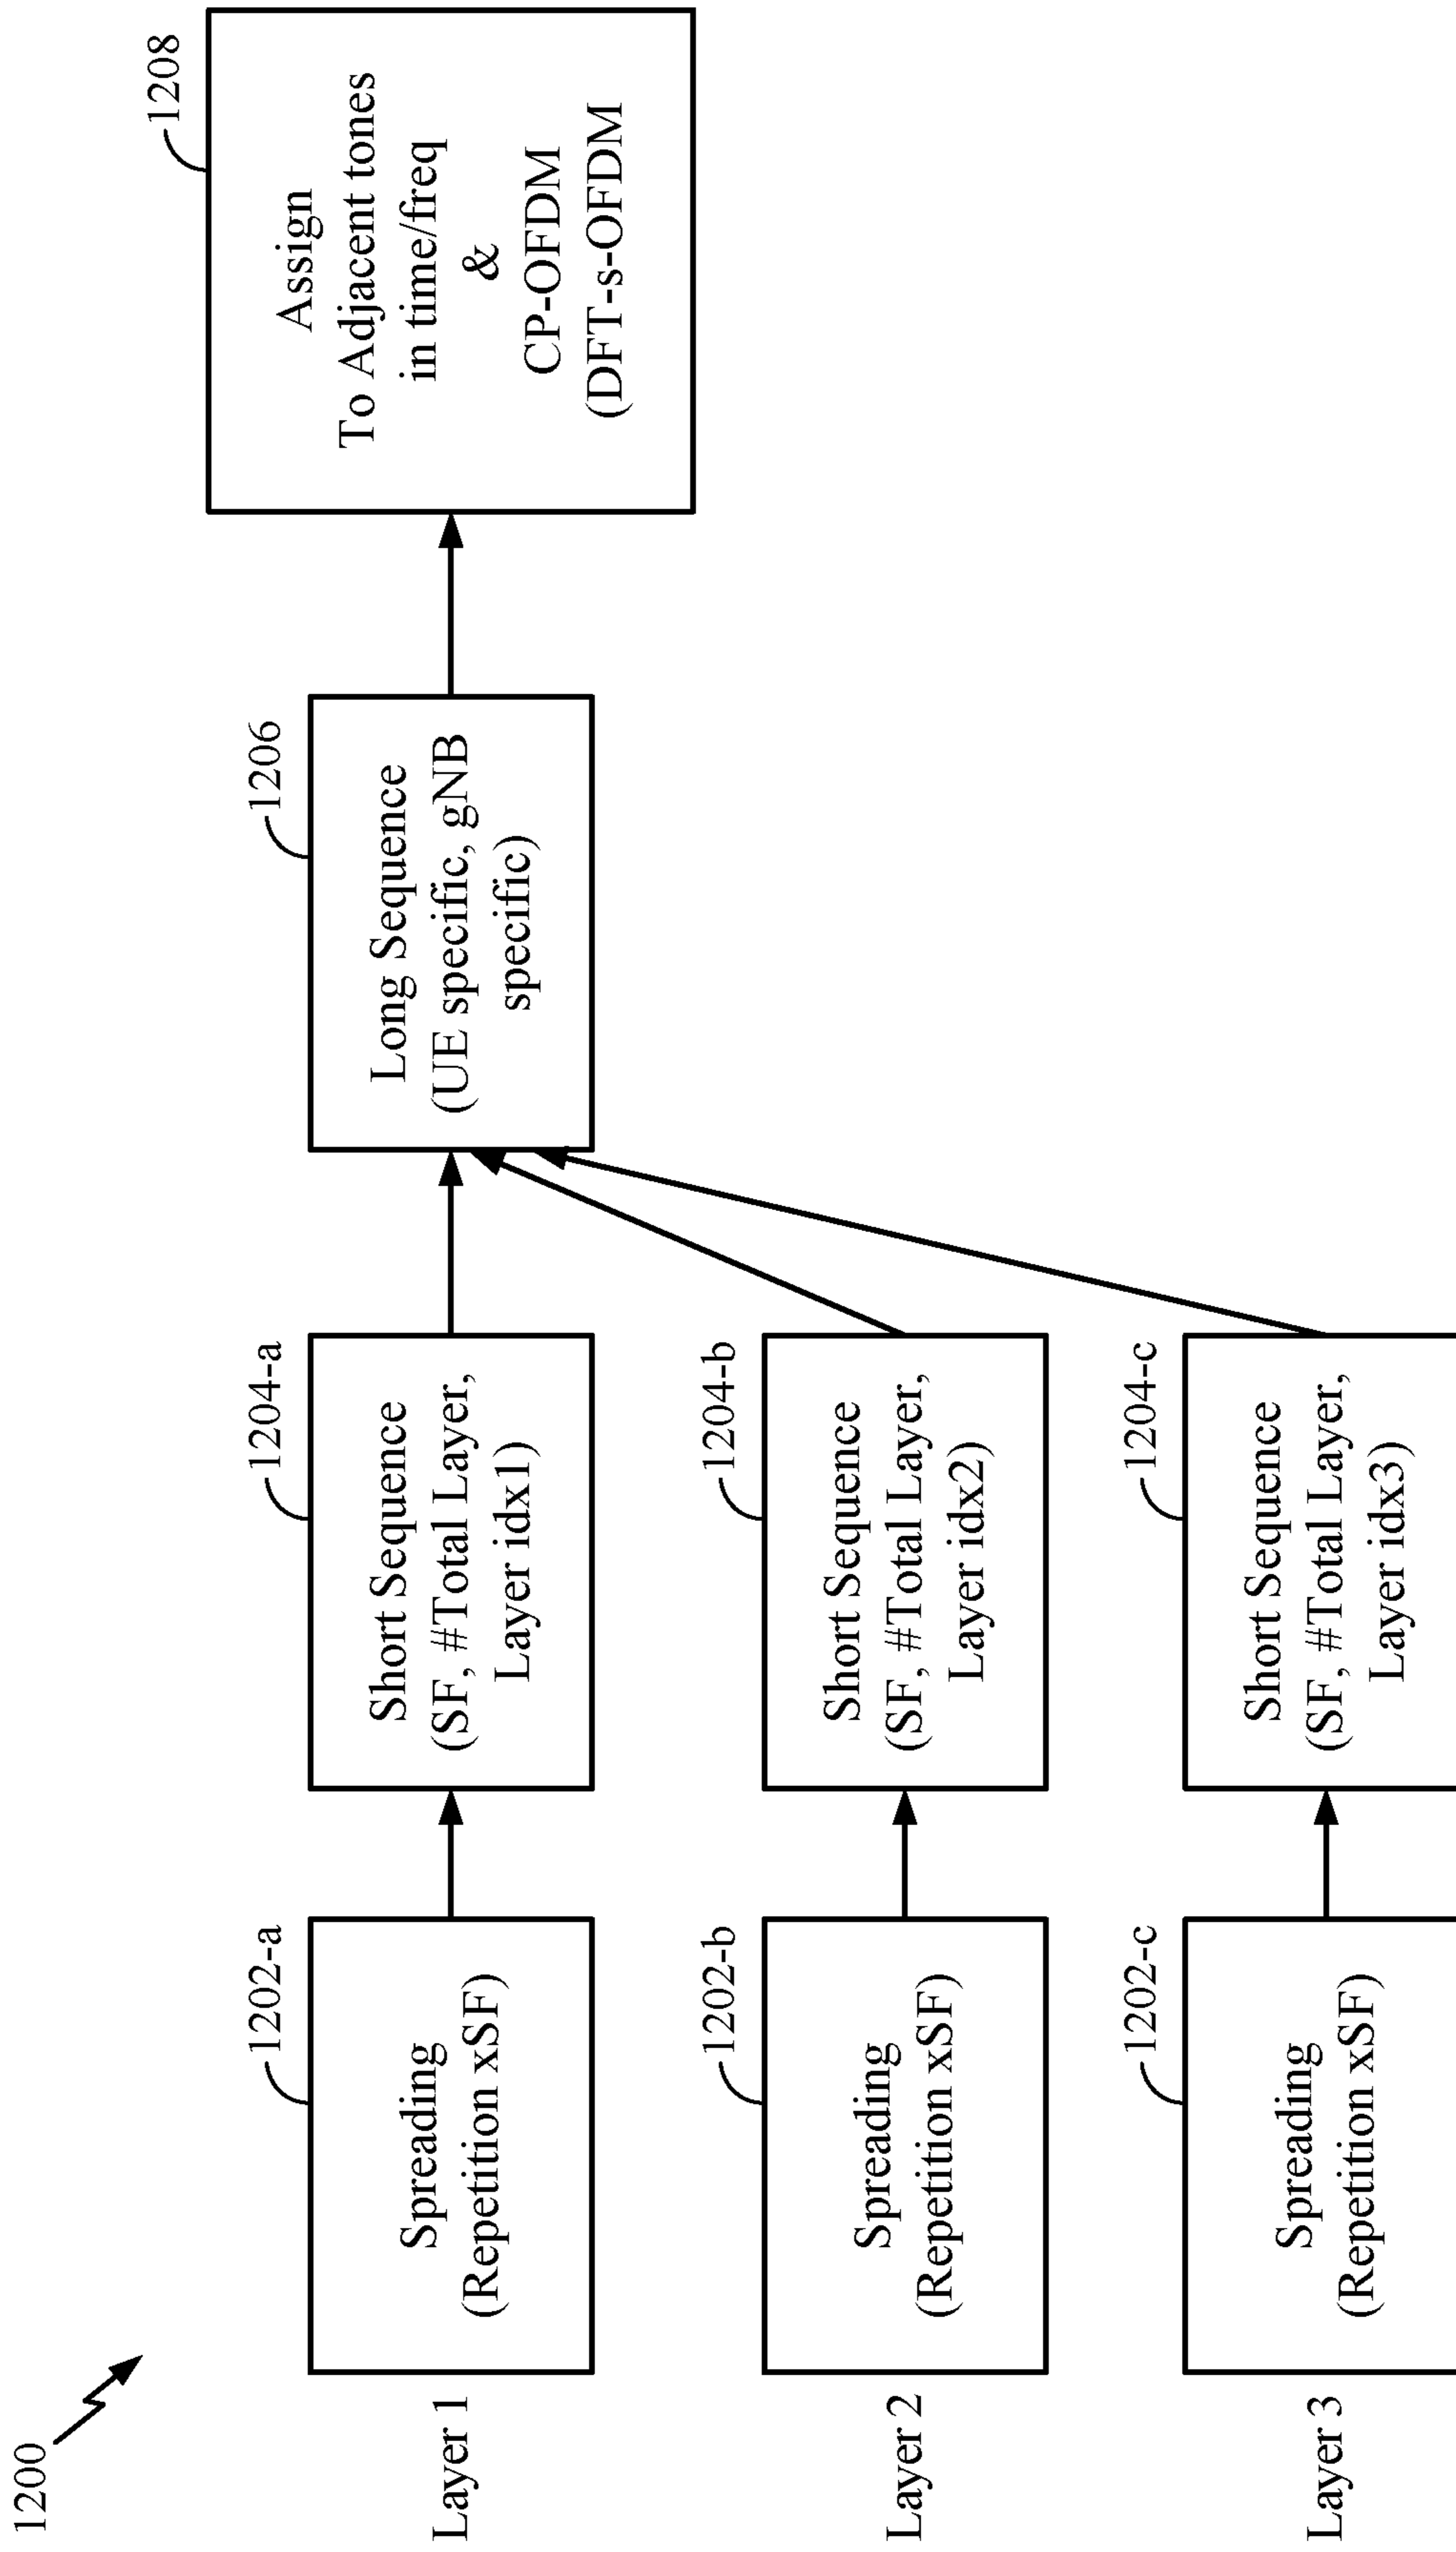 1200
Layer 1
1202-a
Spreading
(Repetition xSF)
1204-a
Short Sequence
(SF, #Total Layer,
Layer idx1)
1206
Long Sequence
(UE specific, gNB
specific)
1208
Assign
To Adjacent tones
in time/freq
&
CP-OFDM
(DFT-s-OFDM)
Layer 2
1202-b
Spreading
(Repetition xSF)
1204-b
Short Sequence
(SF, #Total Layer,
Layer idx2)
Layer 3
1202-c
Spreading
(Repetition xSF)
1204-c
Short Sequence
(SF, #Total Layer,
Layer idx3)